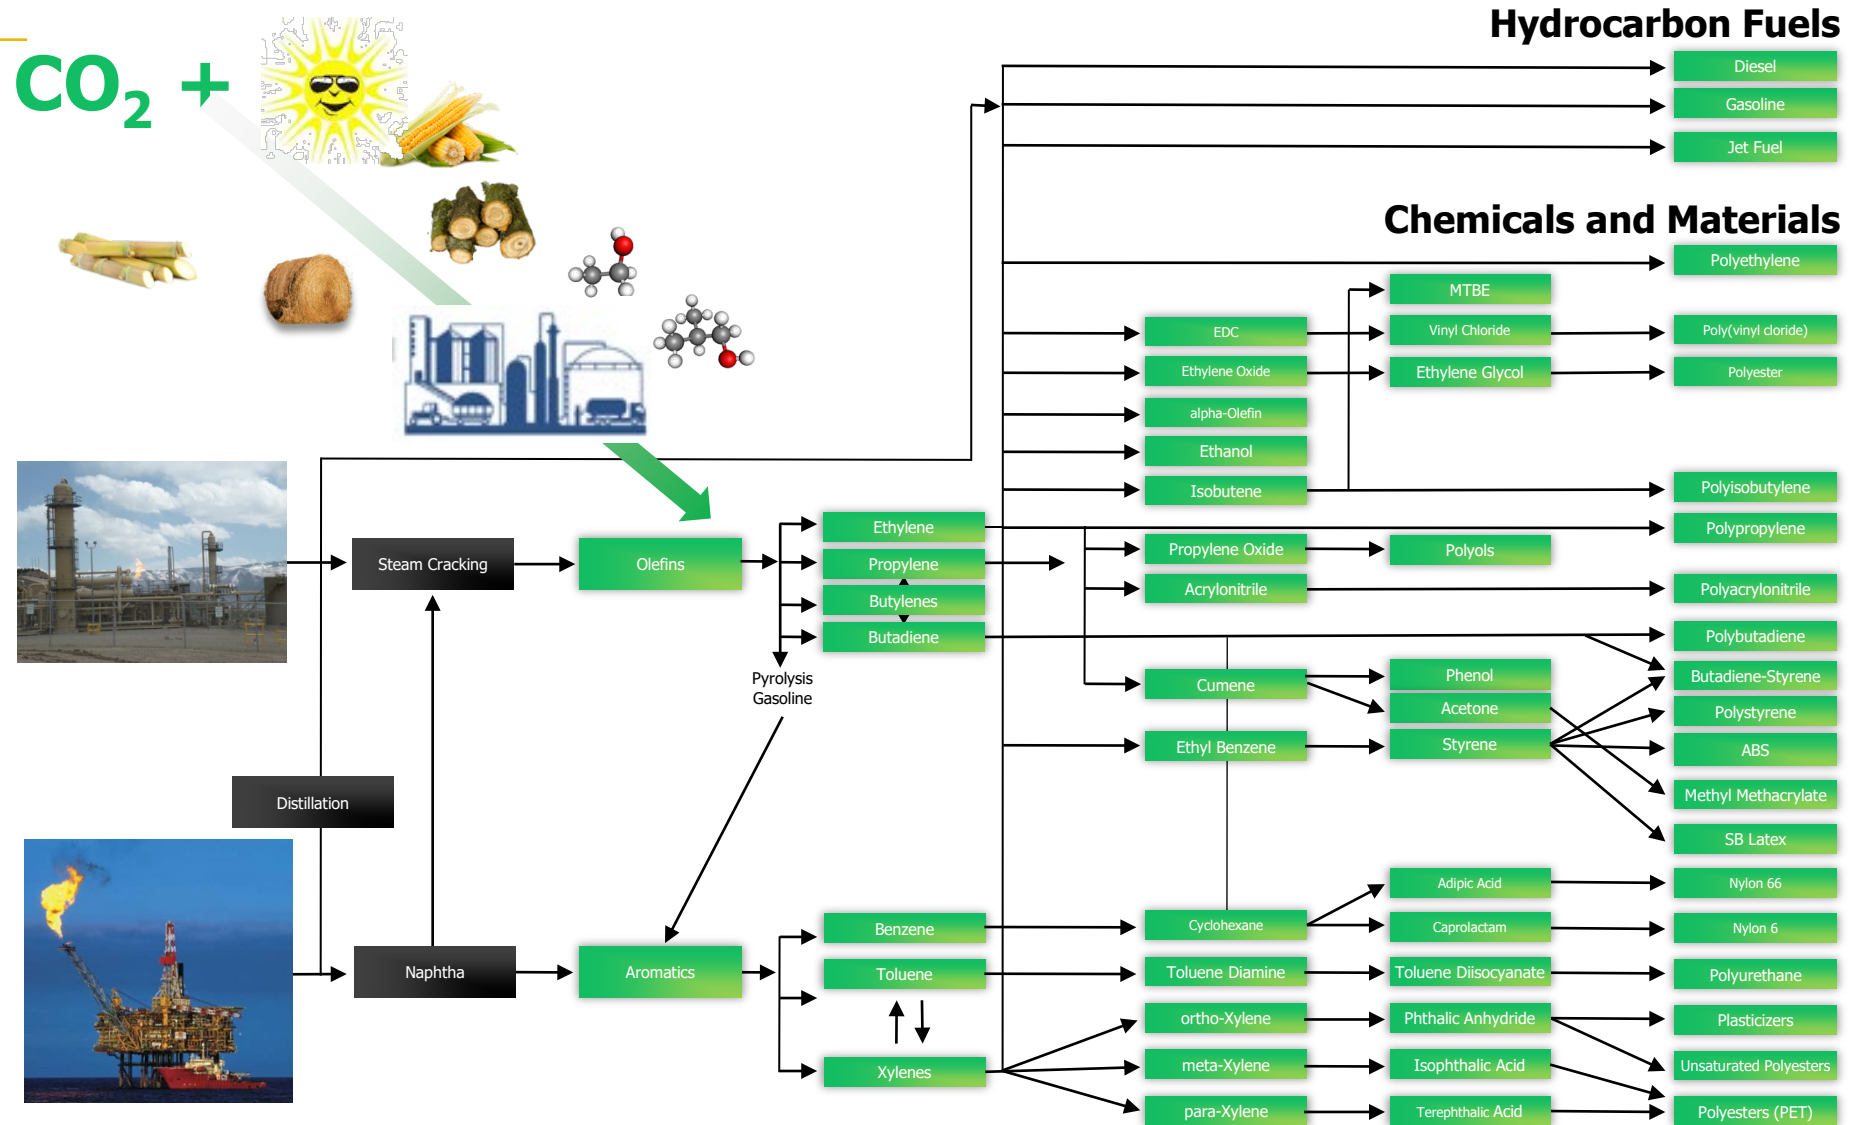 Hydrocarbon Fuels
CO2 +
Diesel
Gasoline
Jet Fuel
Chemicals and Materials
Polyethylene
MTBE
EDC
Vinyl Chloride
Poly(vinyl cloride)
Ethylene Oxide
Ethylene Glycol
Polyester
alpha-Olefin
Ethanol
Isobutene
Polyisobutylene
Ethylene
Polypropylene
Steam Cracking
Olefins
Propylene
Propylene Oxide
Polyols
Butylenes
Acrylonitrile
Polyacrylonitrile
Butadiene
Polybutadiene
Pyrolysis
Gasoline
Cumene
Phenol
Butadiene-Styrene
Acetone
Polystyrene
Ethyl Benzene
Styrene
ABS
Distillation
Methyl Methacrylate
SB Latex
Adipic Acid
Nylon 66
Benzene
Cyclohexane
Caprolactam
Nylon 6
Naphtha
Aromatics
Toluene
Toluene Diamine
Toluene Diisocyanate
Polyurethane
ortho-Xylene
Phthalic Anhydride
Plasticizers
Xylenes
meta-Xylene
Isophthalic Acid
Unsaturated Polyesters
para-Xylene
Terephthalic Acid
Polyesters (PET)